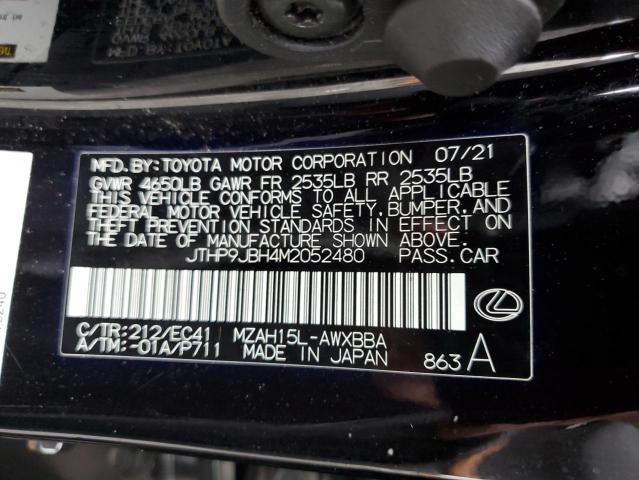 MFD.BY:TOYOTA MOTOR CORPORATION 07/21
GVWR 4650LB GAWR FR 2535LB RR 2535LB
THIS VEHICLE CONFORMS TO ALL APPLICABLE
FEDERAL MOTOR VEHICLE SAFETY,BUMPER,AND
THEFT PREVENTION STANDARDS IN EFFECT ON
THE DATE OF MANUFACTURE SHOWN ABOVE.
JTHP9JBH4M2052480 PASS.CAR
C/TR:212/EC41 MZAH15L-AWXBBA
A/TM:-01A/P711 MADE IN JAPAN 863A